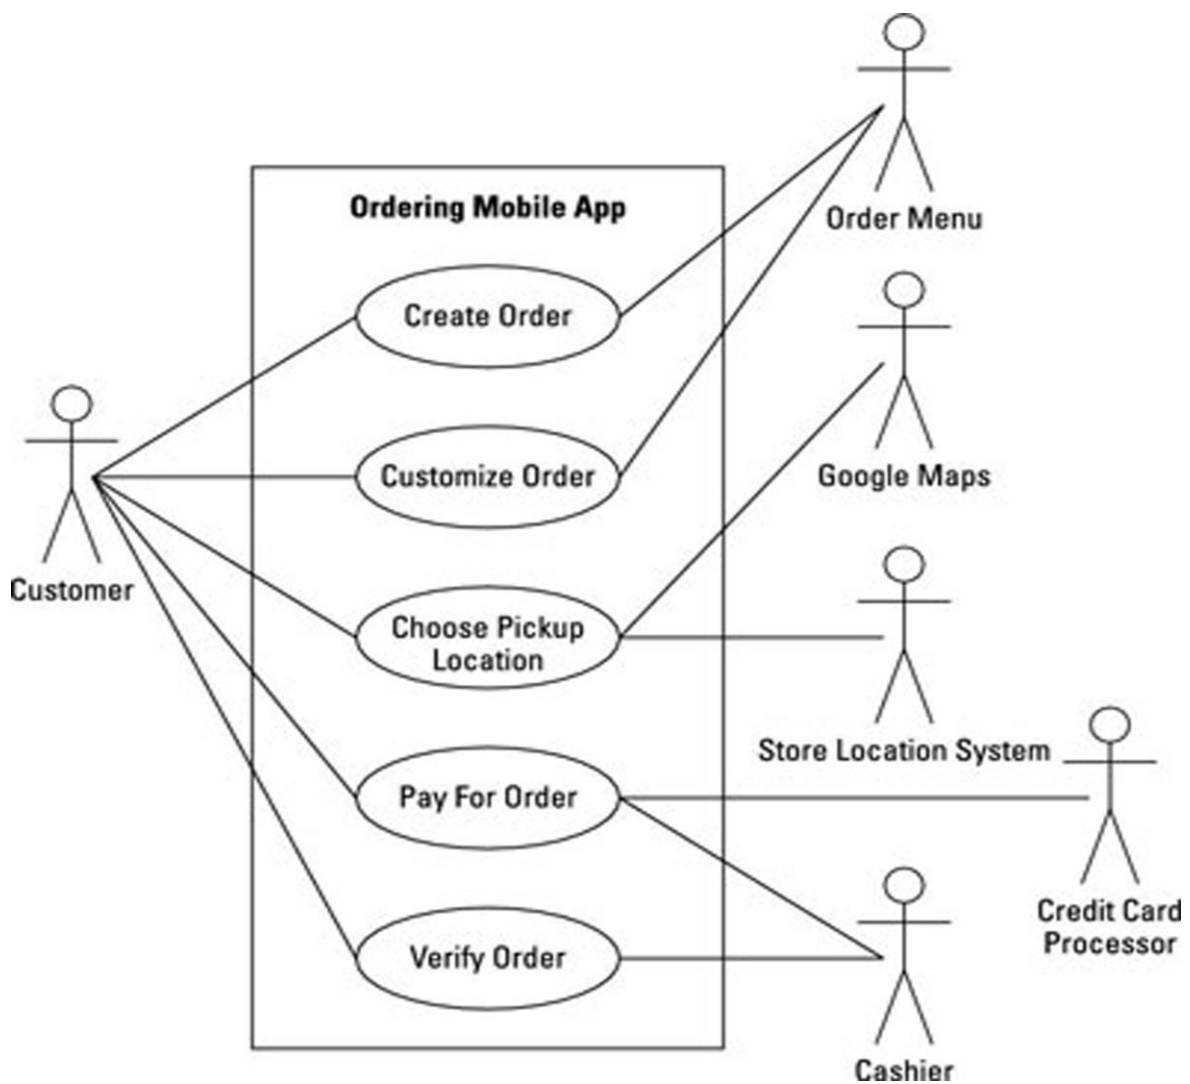 Order Menu
Ordering Mobile App
Create Order
Google Maps
Customize Order
Customer
Choose Pickup
Location
Store Location System
Pay For Order
Credit Card
Processor
Verify Order
Cashier